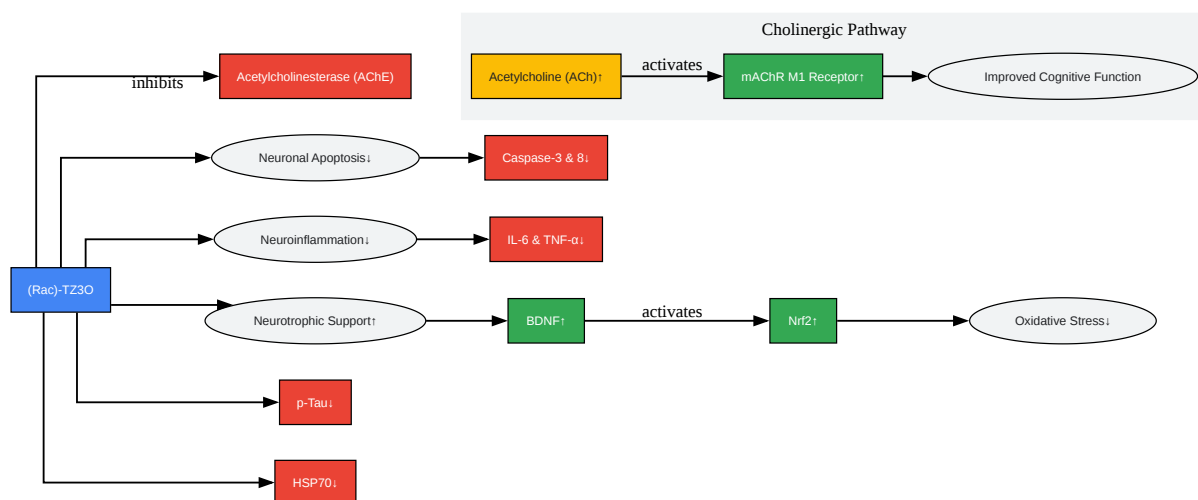 Cholinergic Pathway
inhibits
Acetylcholinesterase (AChE)
Acetylcholine (ACh)↑
activates
mAChR M1 Receptor↑
Improved Cognitive Function
Neuronal Apoptosis↓
Caspase-3 & 8↓
Neuroinflammation↓
IL-6 & TNF-α↓
(Rac)-TZ3O
Neurotrophic Support↑
BDNF↑
activates
Nrf2↑
Oxidative Stress↓
p-Tau↓
HSP70↓